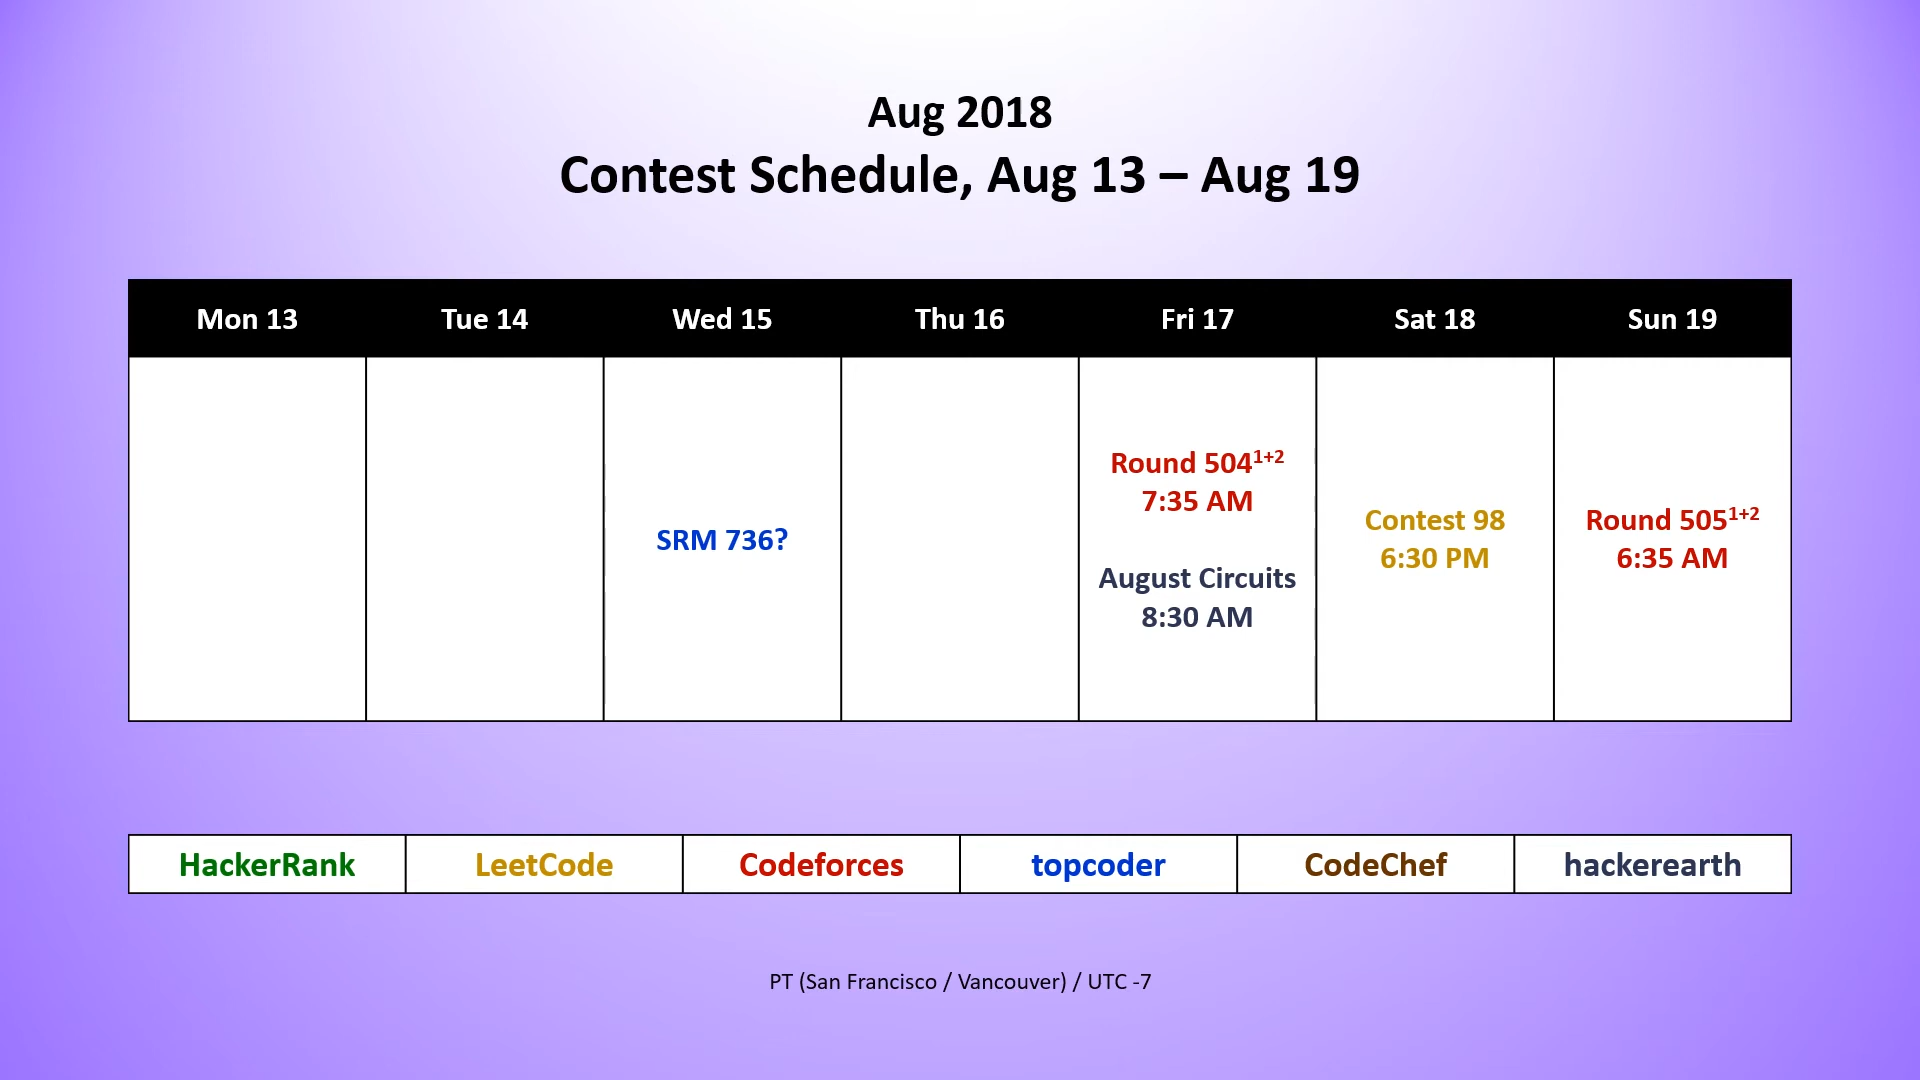 Aug 2018
Contest Schedule, Aug 13 – Aug 19
Mon 13 Tue 14 Wed 15 Thu 16 Fri 17 Sat 18 Sun 19
SRM 736?
Round 504¹⁺²
7:35 AM
August Circuits
8:30 AM
Contest 98
6:30 PM
Round 505¹⁺²
6:35 AM
HackerRank LeetCode Codeforces topcoder CodeChef hackerearth
PT (San Francisco / Vancouver) / UTC -7